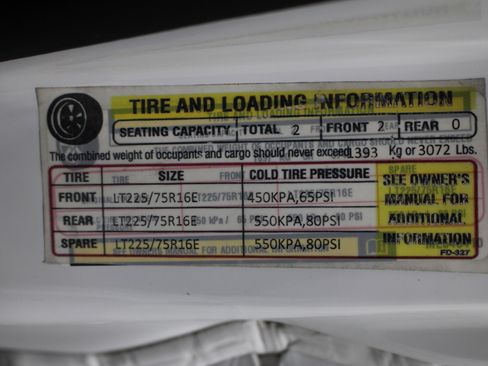 TIRE AND LOADING INFORMATION
SEATING CAPACITY TOTAL 2 FRONT 2 REAR 0
The combined weight of occupants and cargo should never exceed 1393 Kg or 3072 Lbs.
TIRE SIZE COLD TIRE PRESSURE SEE OWNER'S
FRONT LT225/75R16E 450KPA,65PSI MANUAL FOR
REAR LT225/75R16E 550KPA,80PSI ADDITIONAL
SPARE LT225/75R16E 550KPA,80PSI INFORMATION
FD-327